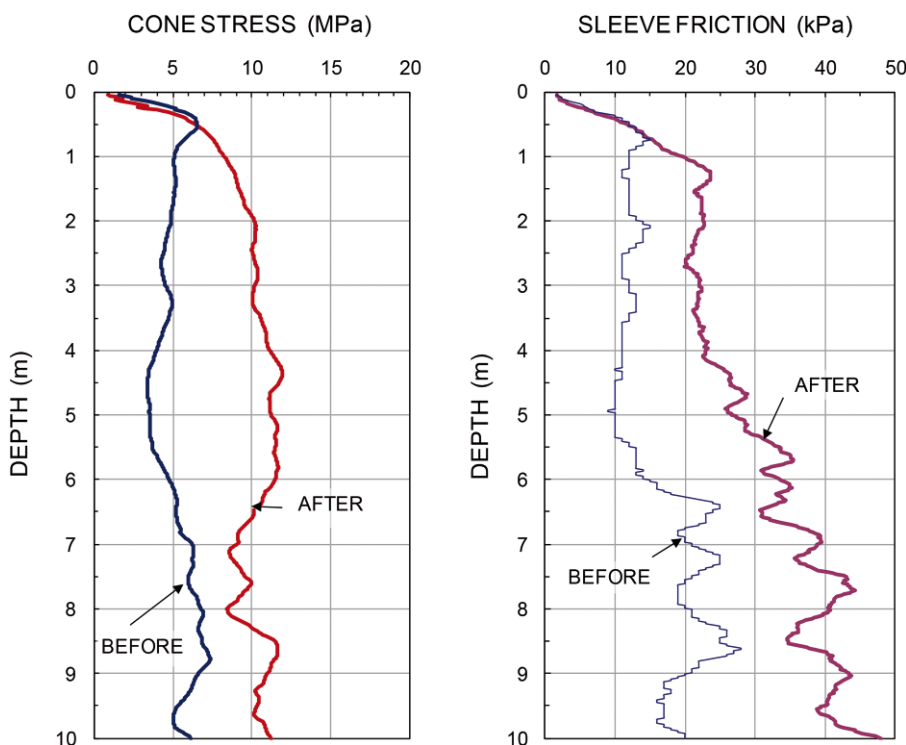 CONE STRESS (MPa)
0 5 10 15 20
0
1
2
3
4
5
6
7
8
9
10
DEPTH (m)
AFTER
BEFORE
SLEEVE FRICTION (kPa)
0 10 20 30 40 50
0
1
2
3
4
5
6
7
8
9
10
DEPTH (m)
AFTER
BEFORE